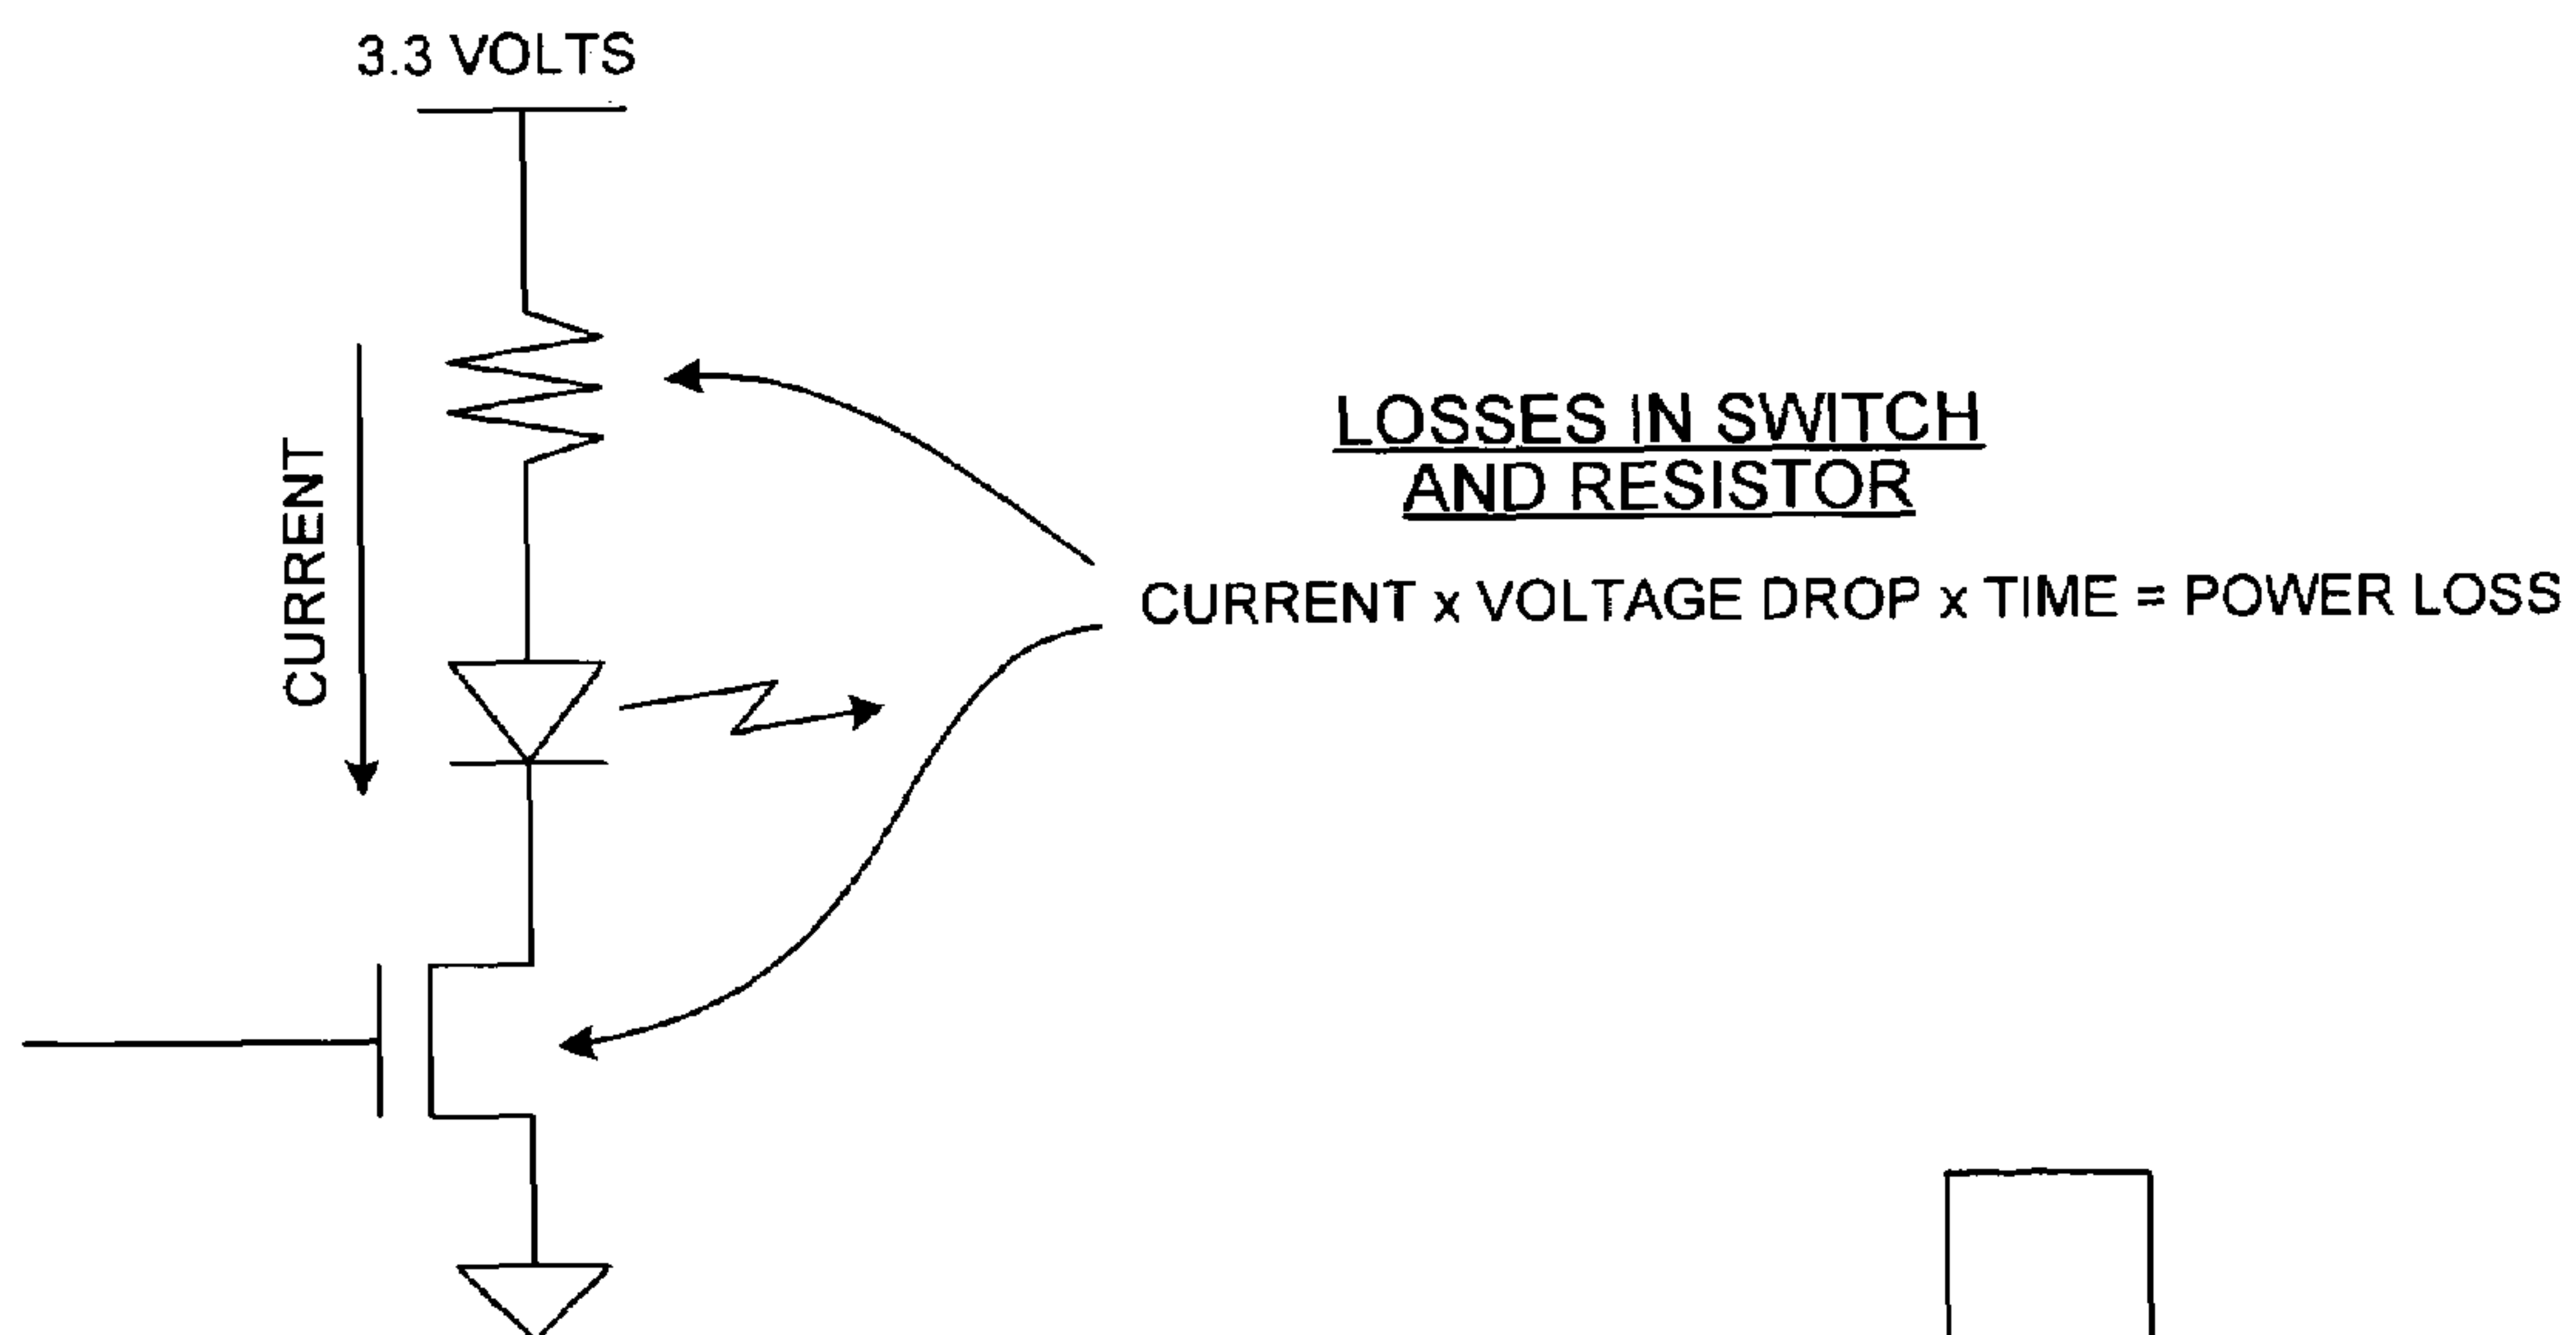 3.3 VOLTS
CURRENT
LOSSES IN SWITCH
AND RESISTOR
CURRENT x VOLTAGE DROP x TIME = POWER LOSS